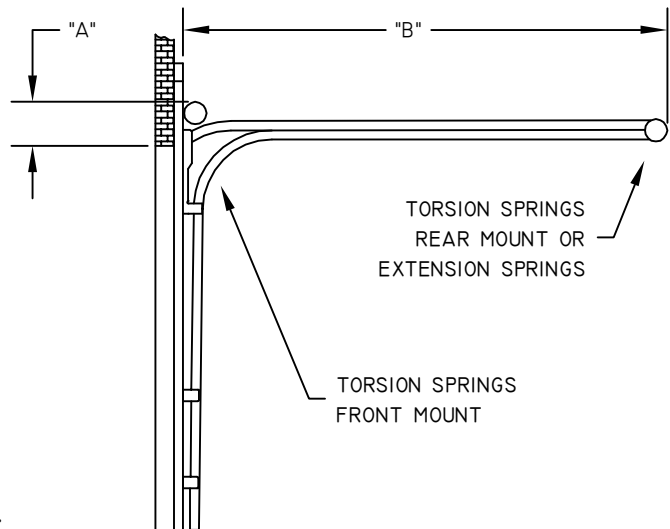 "A"
"B"
TORSION SPRINGS
REAR MOUNT OR
EXTENSION SPRINGS
TORSION SPRINGS
FRONT MOUNT